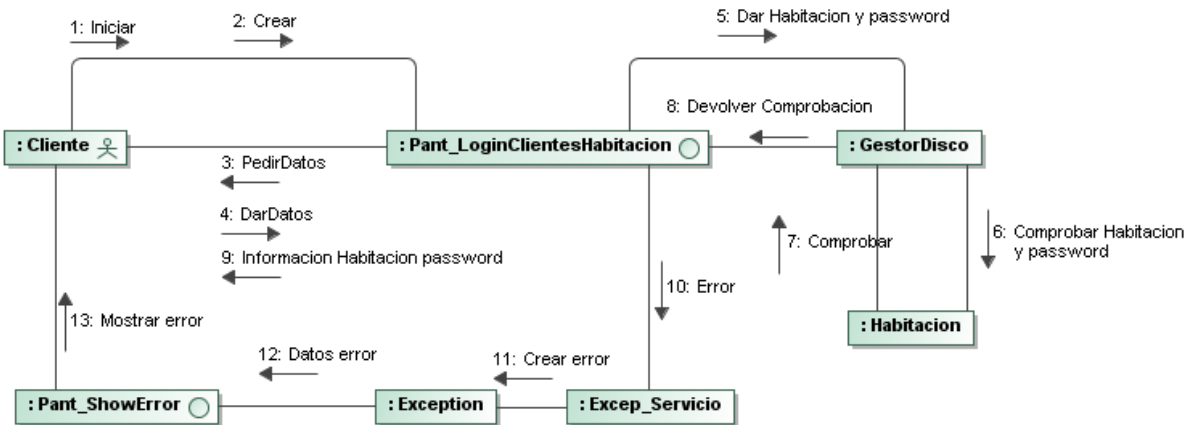 1: Iniciar
2: Crear
5: Dar Habitacion y password
8: Devolver Comprobacion
: Cliente
: Pant_LoginClientesHabitacion
: GestorDisco
3: PedirDatos
4: DarDatos
9: Informacion Habitacion password
7: Comprobar
6: Comprobar Habitacion
y password
10: Error
13: Mostrar error
: Habitacion
12: Datos error
11: Crear error
: Pant_ShowError
: Exception
: Excep_Servicio